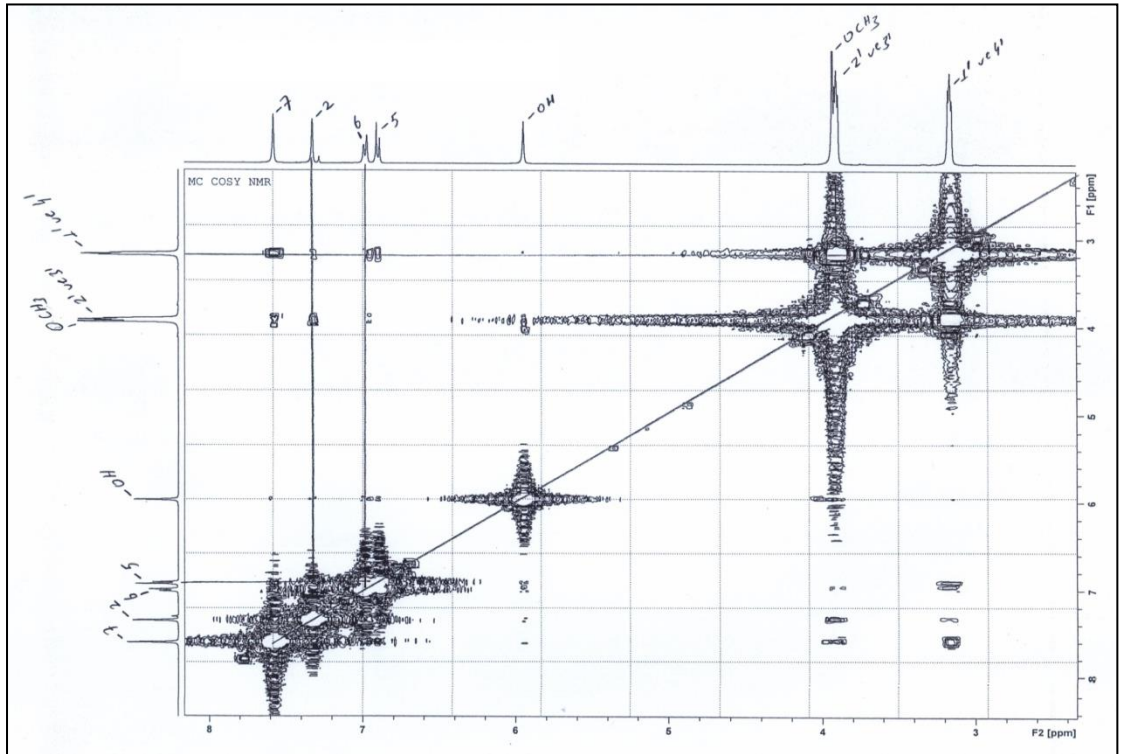 -OCH3
-2' ve 3'
-1' ve 4'
-7
-2
6
-5
-OH
MC COSY NMR
-1' ve 4'
-2' ve 3'
OCH3
-OH
-5
-6
-2
-7
3
4
5
6
7
8
F1 [ppm]
8
7
6
5
4
3
F2 [ppm]